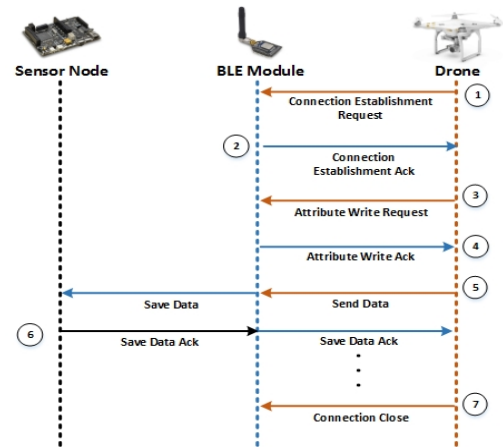 Sensor Node
BLE Module
Drone
1
Connection Establishment
Request
2
Connection
Establishment Ack
3
Attribute Write Request
4
Attribute Write Ack
5
Save Data
Send Data
6
Save Data Ack
Save Data Ack
7
Connection Close